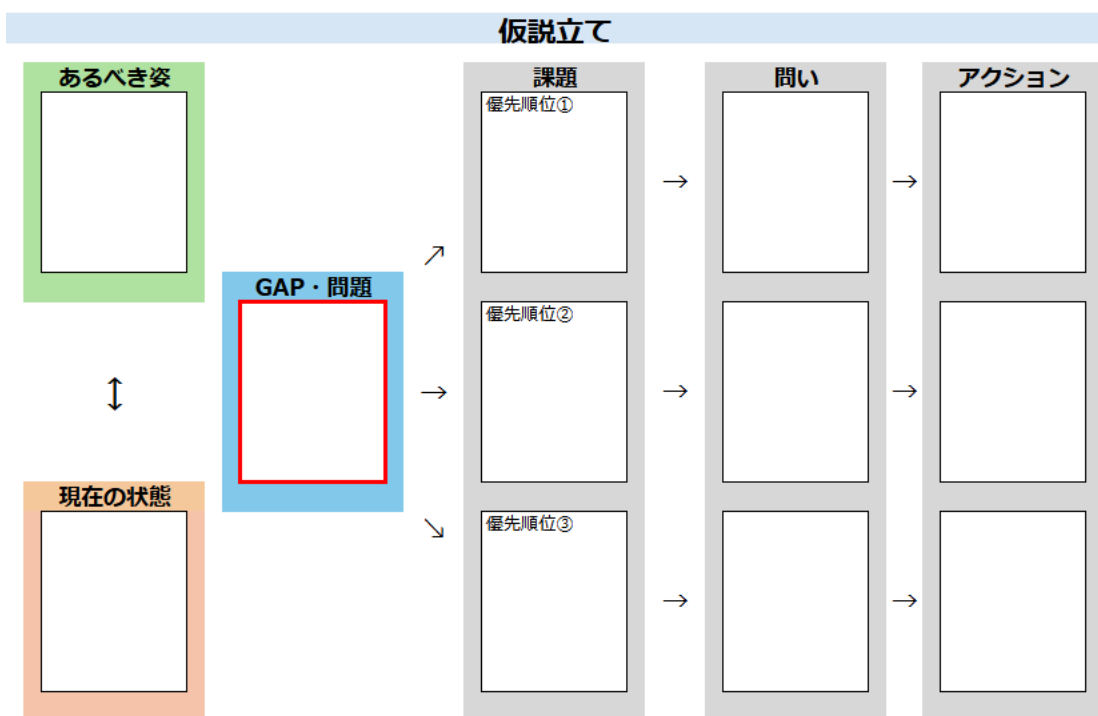 仮説立て
あるべき姿
課題
問い
アクション
優先順位①
→
→
↗
GAP・問題
優先順位②
↕
→
→
→
現在の状態
↘
優先順位③
→
→